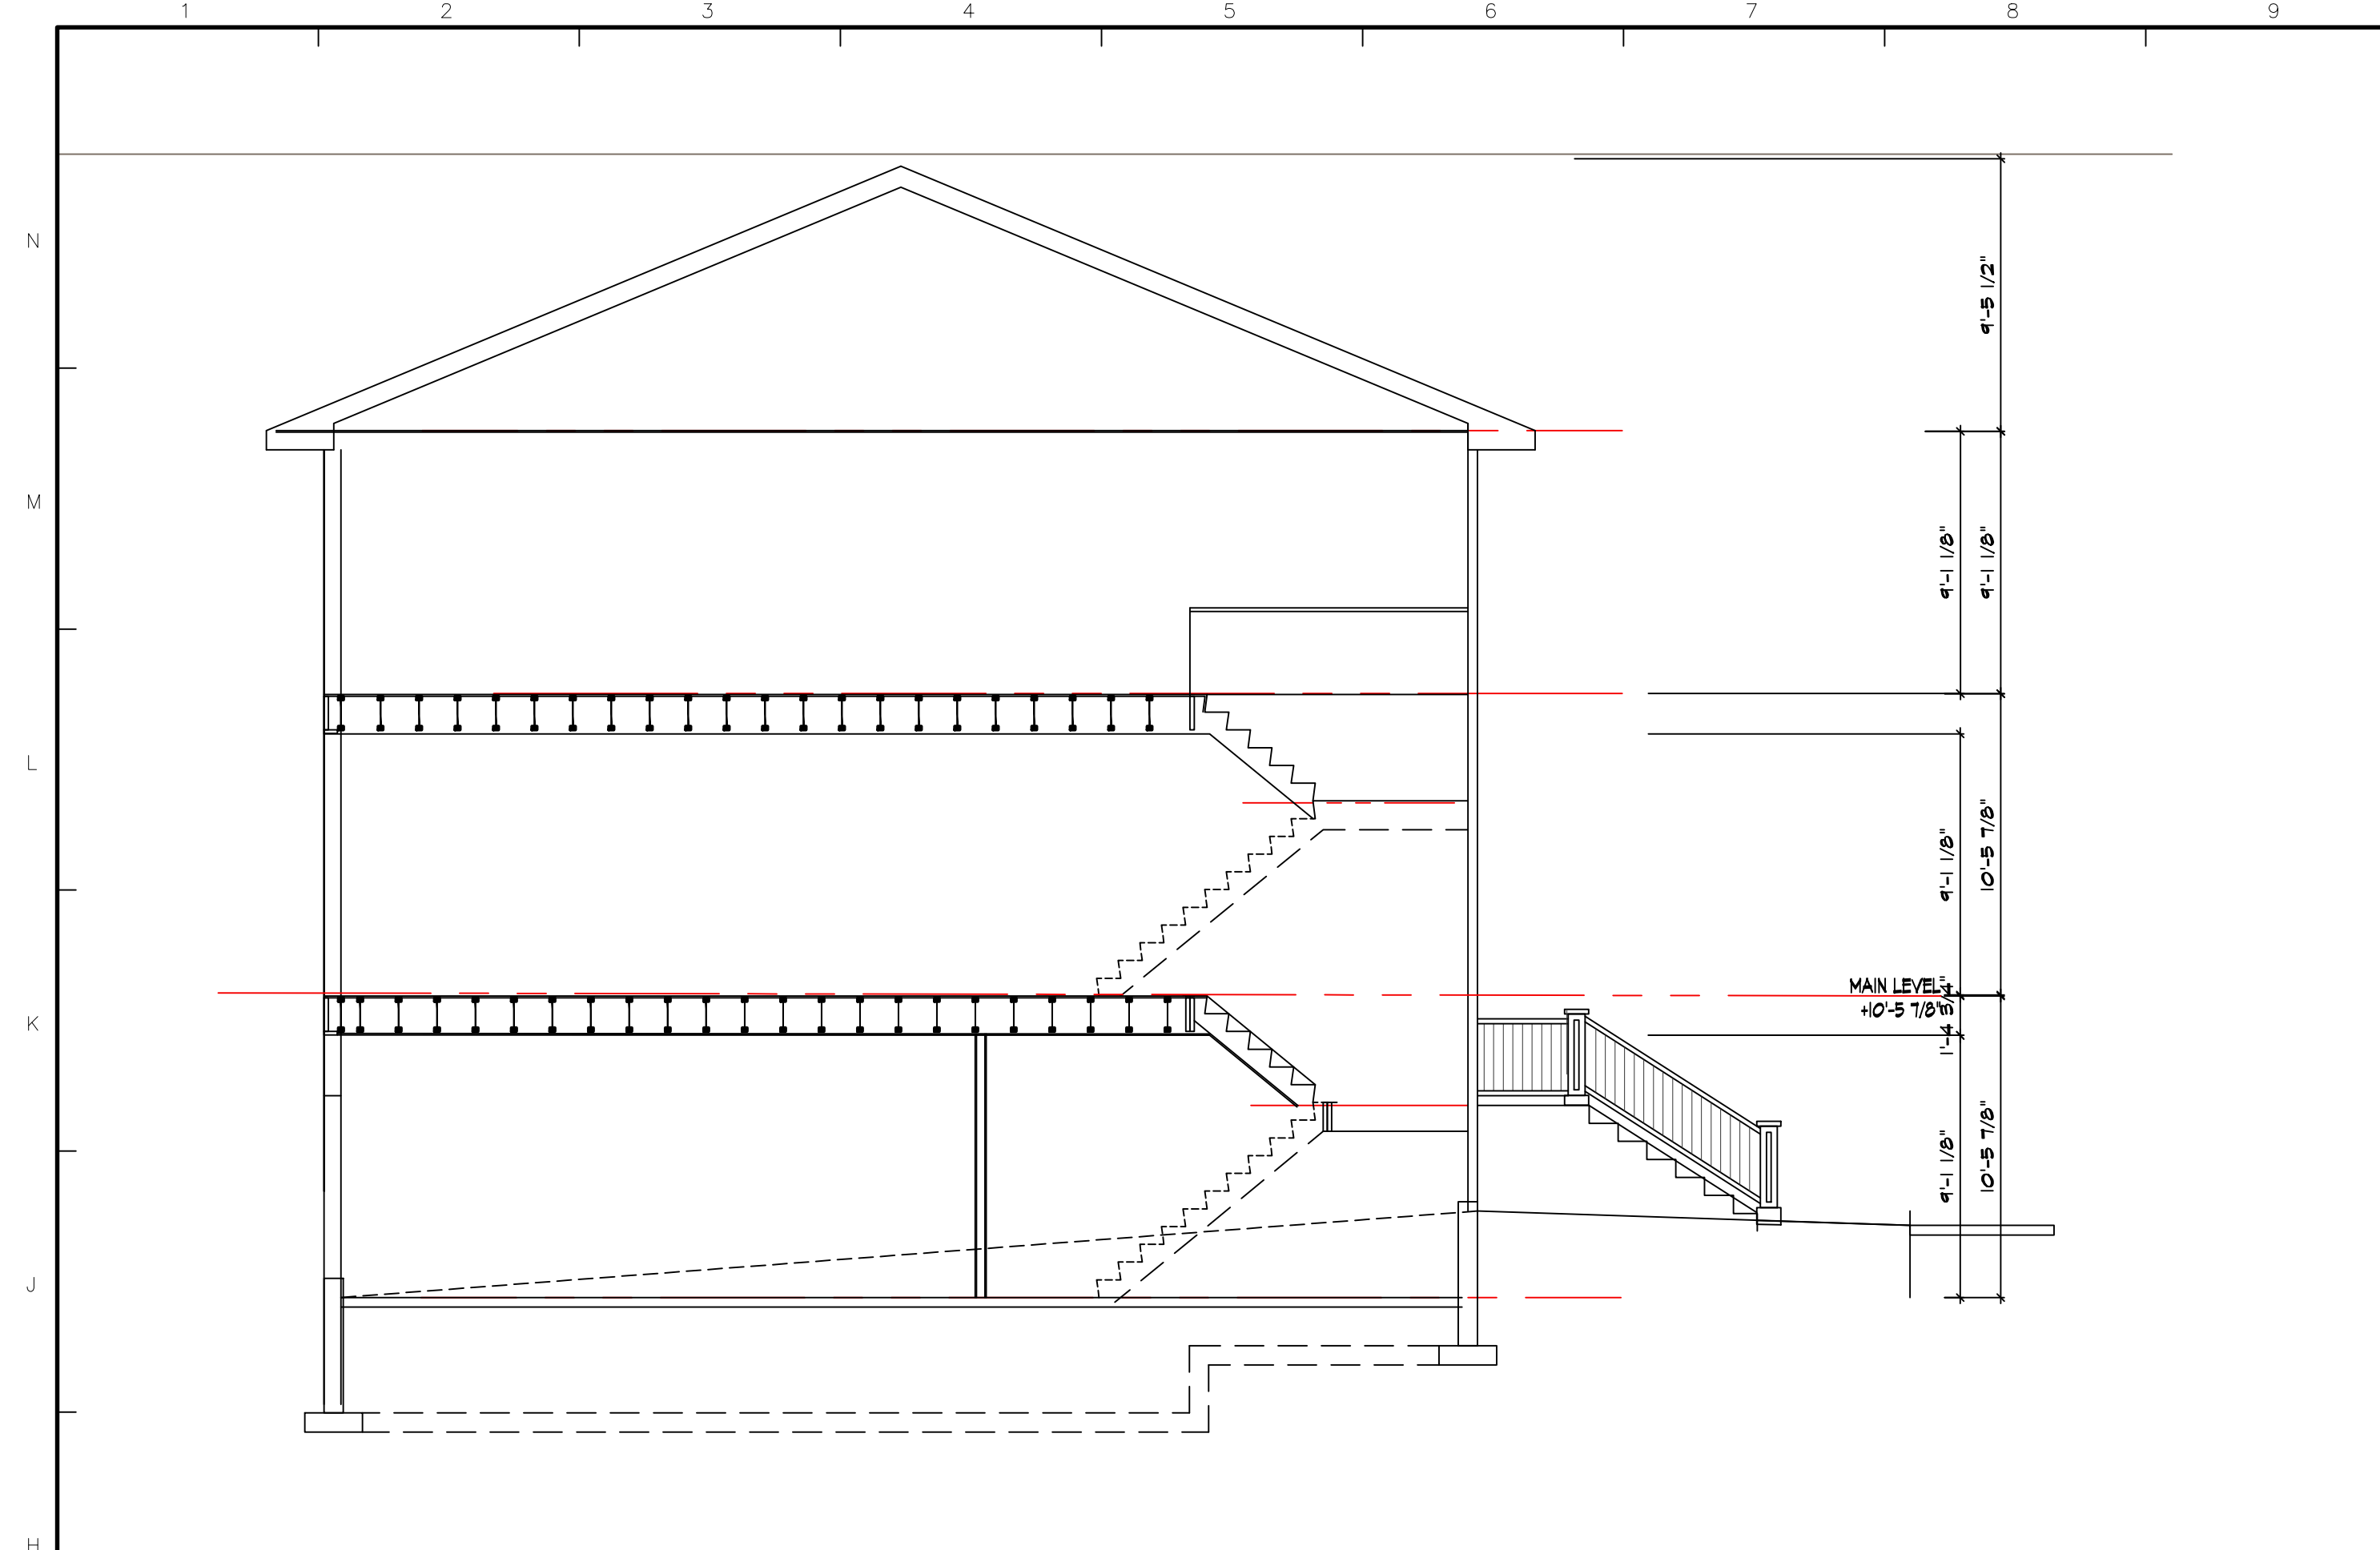 1 2 3 4 5 6 7 8 9
N
9'-5 1/2"
M
9'-1 1/8" 9'-1 1/8"
L
9'-1 1/8" 10'-5 7/8"
K
MAIN LEVEL
+10'-5 7/8"
1'-4 3/4"
9'-1 1/8" 10'-5 7/8"
J
H